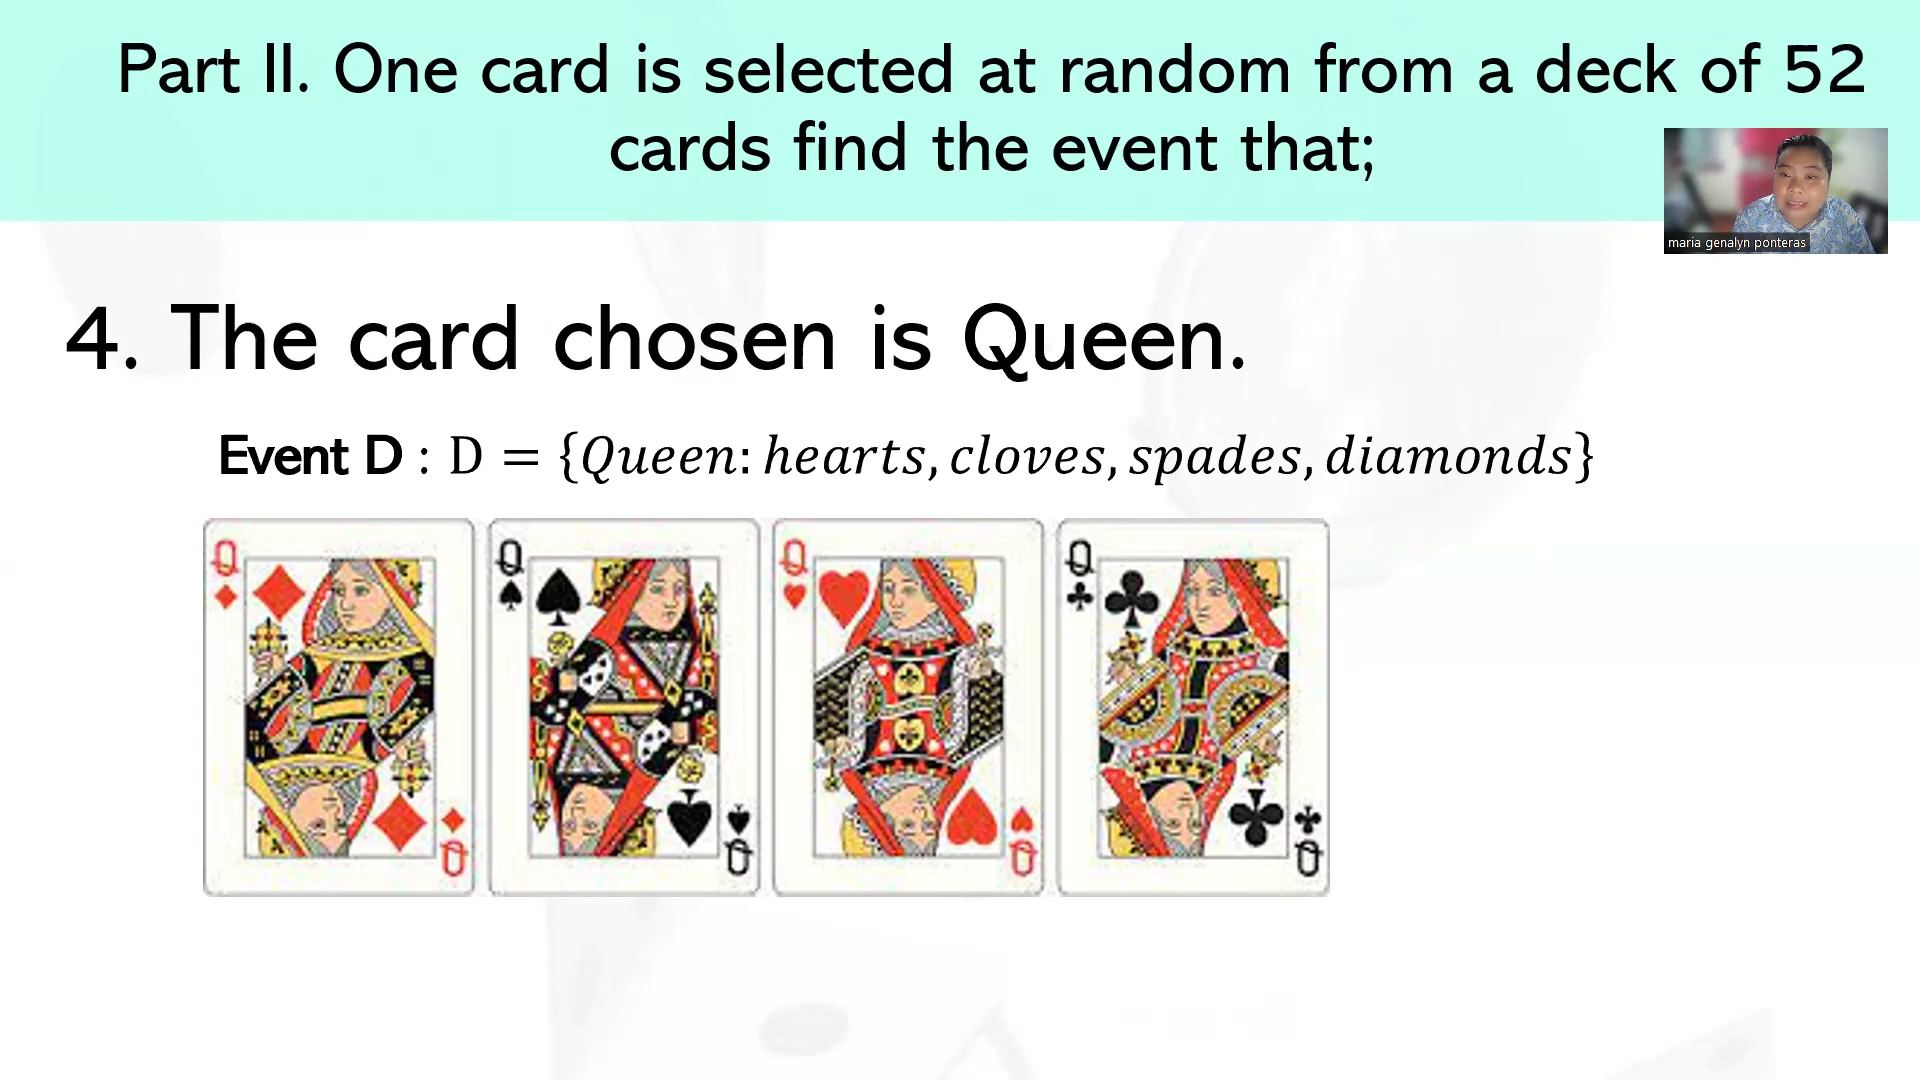 Part II. One card is selected at random from a deck of 52
cards find the event that;
maria genalyn ponteras
4. The card chosen is Queen.
Event D : D = {Queen: hearts, cloves, spades, diamonds}
Q Q Q Q
Q Q Q Q